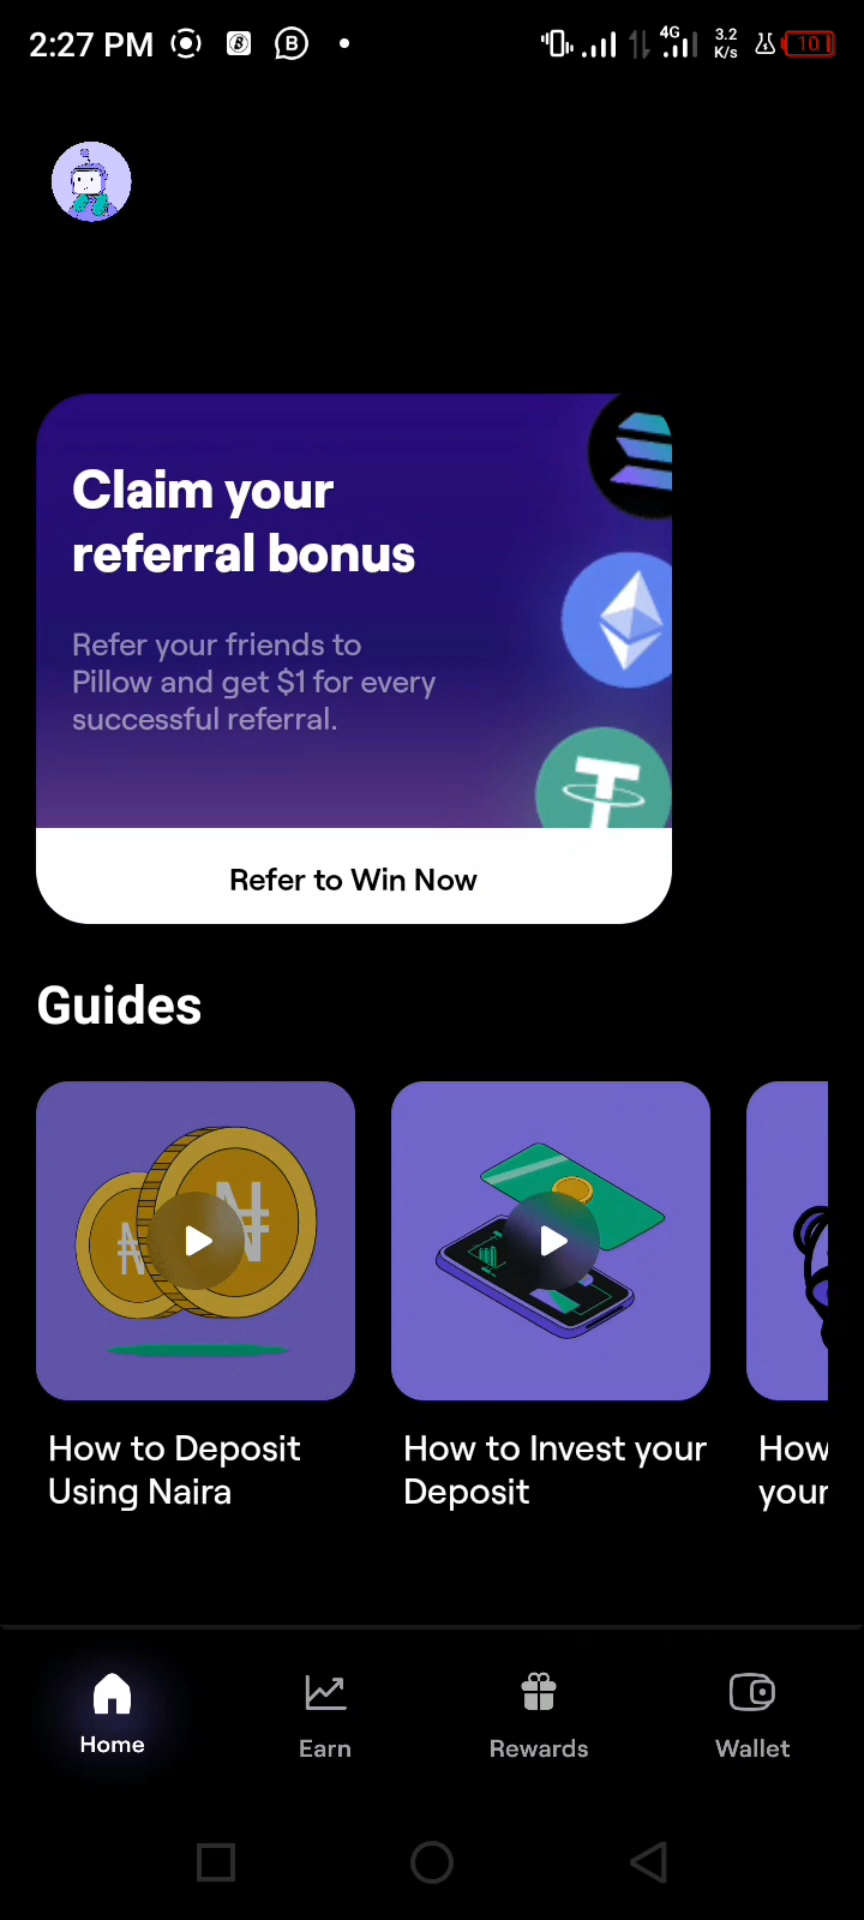 2:27 PM
4G
3.2
K/s
10
Claim your
referral bonus
Refer your friends to
Pillow and get $1 for every
successful referral.
Refer to Win Now
Guides
How to Deposit
Using Naira
How to Invest your
Deposit
How
your
Home
Earn
Rewards
Wallet